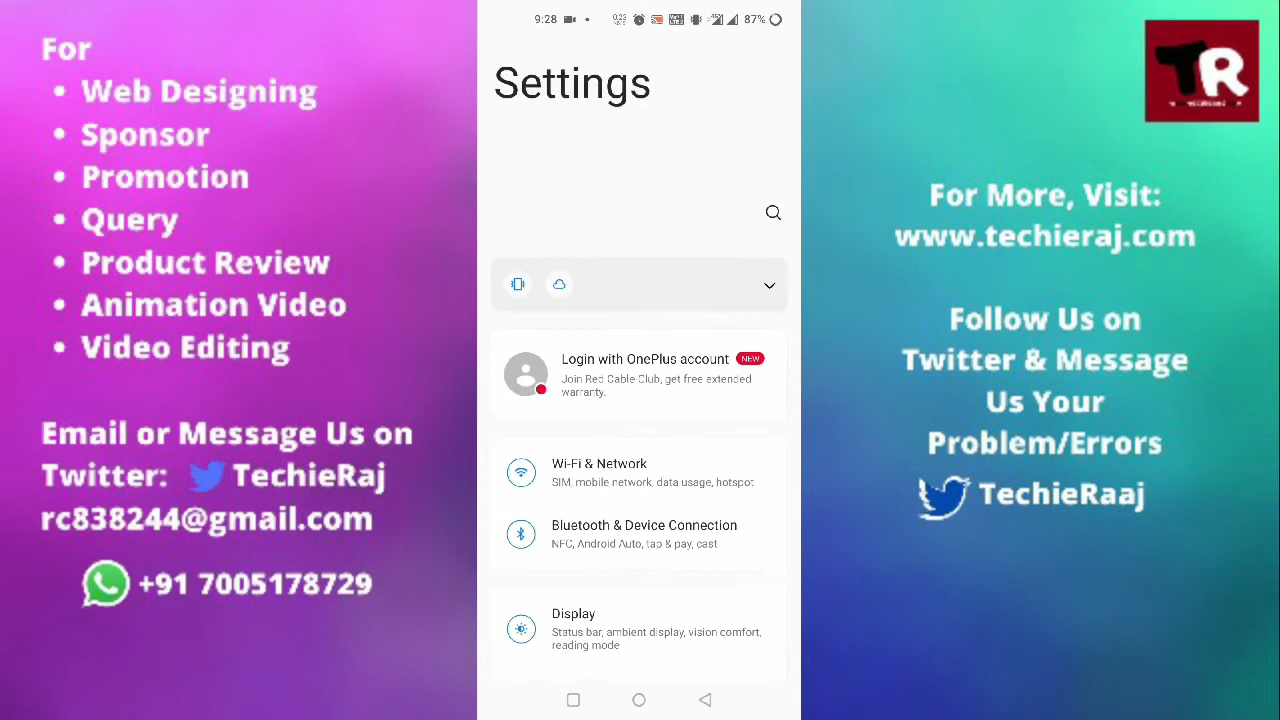 For
• Web Designing
• Sponsor
• Promotion
• Query
• Product Review
• Animation Video
• Video Editing
Email or Message Us on
Twitter: TechieRaj
rc838244@gmail.com
+91 7005178729
9:28
87%
Settings
Login with OnePlus account NEW
Join Red Cable Club, get free extended
warranty.
Wi-Fi & Network
SIM, mobile network, data usage, hotspot
Bluetooth & Device Connection
NFC, Android Auto, tap & pay, cast
Display
Status bar, ambient display, vision comfort,
reading mode
TR
For More, Visit:
www.techieraj.com
Follow Us on
Twitter & Message
Us Your
Problem/Errors
TechieRaaj